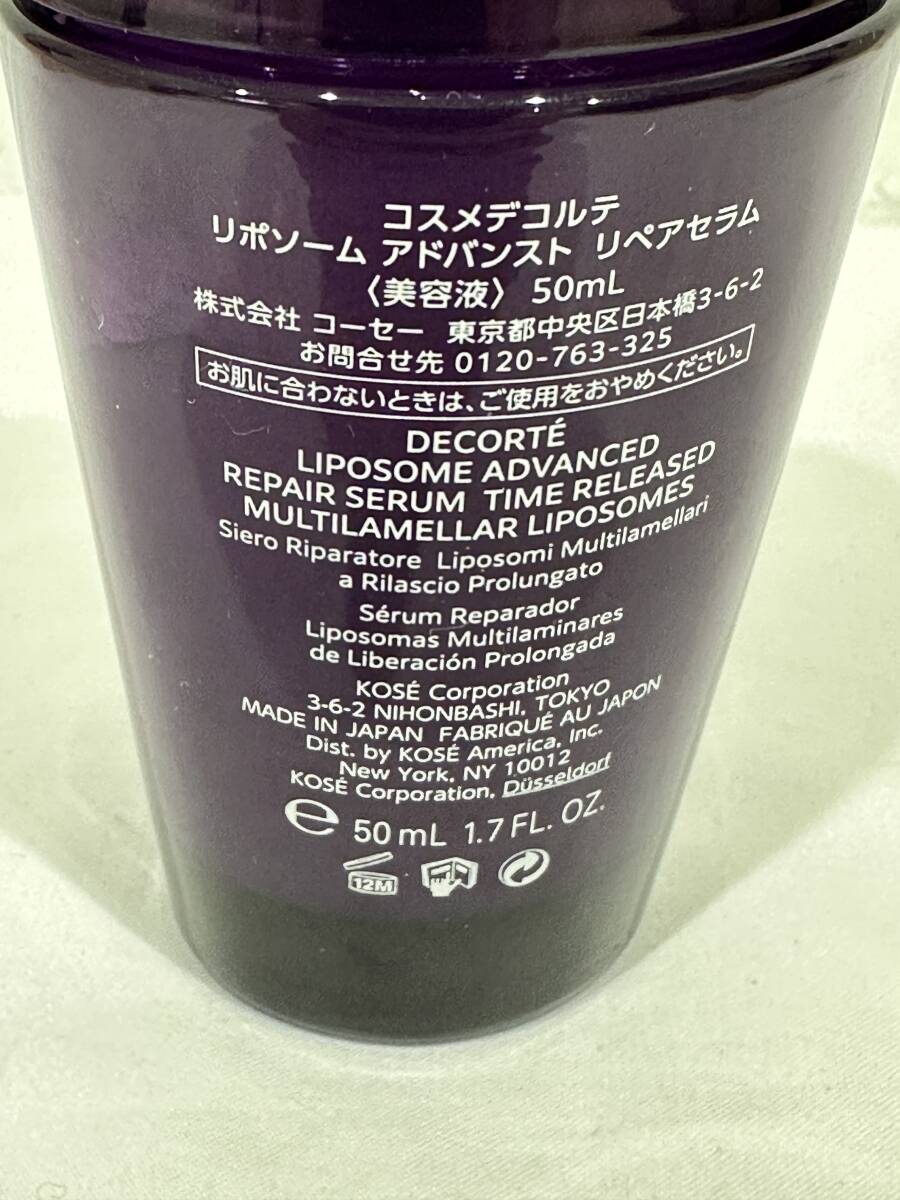 コスメデコルテ
リポソーム アドバンスト リペアセラム
〈美容液〉 50mL
株式会社 コーセー 東京都中央区日本橋3-6-2
お問合せ先 0120-763-325
お肌に合わないときは、ご使用をおやめください。
DECORTÉ
LIPOSOME ADVANCED
REPAIR SERUM TIME RELEASED
MULTILAMELLAR LIPOSOMES
Siero Riparatore Liposomi Multilamellari
a Rilascio Prolungato
Sérum Reparador
Liposomas Multilaminares
de Liberación Prolongada
KOSÉ Corporation
3-6-2 NIHONBASHI, TOKYO
MADE IN JAPAN FABRIQUÉ AU JAPON
Dist. by KOSÉ America, Inc.
New York, NY 10012
KOSÉ Corporation, Düsseldorf
℮ 50 mL 1.7 FL. OZ.
12M